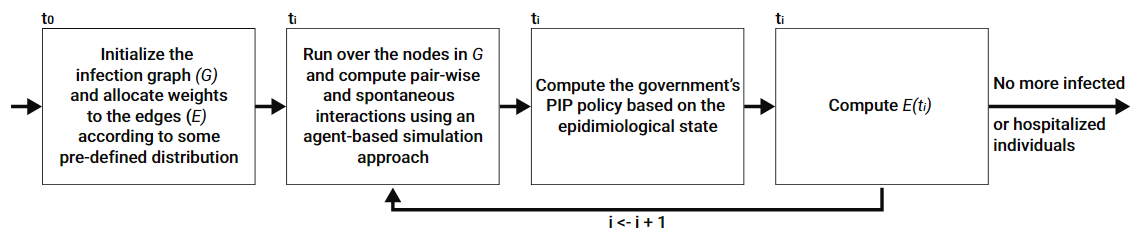 t0
Initialize the
infection graph (G)
and allocate weights
to the edges (E)
according to some
pre-defined distribution
ti
Run over the nodes in G
and compute pair-wise
and spontaneous
interactions using an
agent-based simulation
approach
ti
Compute the government's
PIP policy based on the
epidimiological state
ti
Compute E(ti)
No more infected
or hospitalized
individuals
i <- i + 1